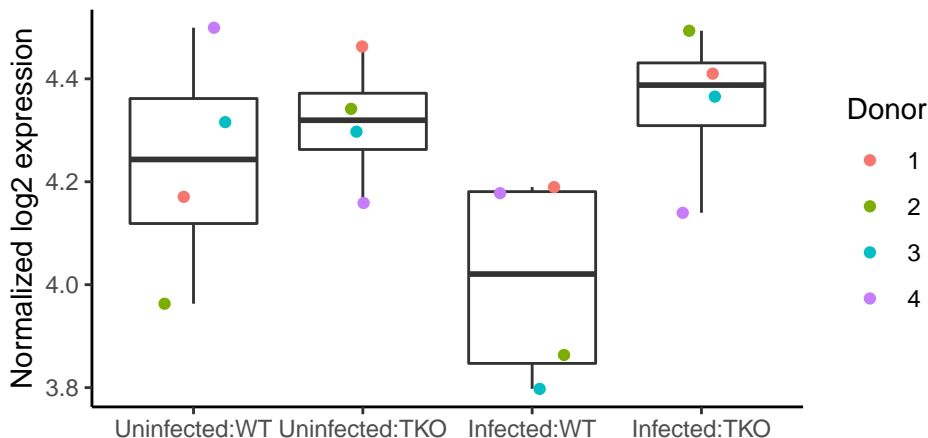 Normalized log2 expression
4.4
4.2
4.0
3.8
Uninfected:WT
Uninfected:TKO
Infected:WT
Infected:TKO
Donor
1
2
3
4